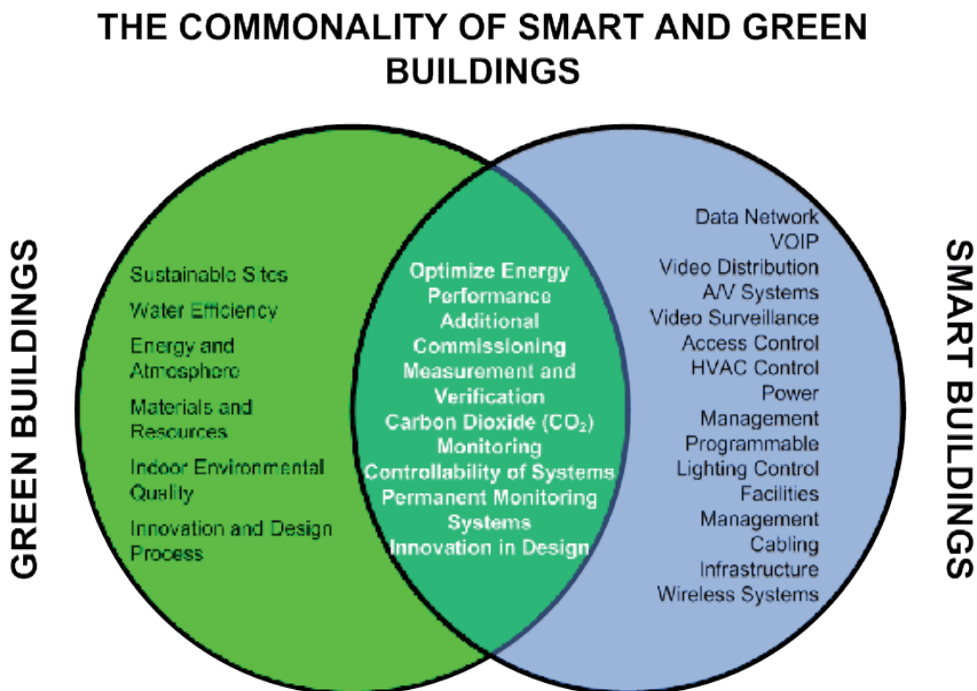 THE COMMONALITY OF SMART AND GREEN
BUILDINGS
GREEN BUILDINGS
Sustainable Sites
Water Efficiency
Energy and
Atmosphere
Materials and
Resources
Indoor Environmental
Quality
Innovation and Design
Process
Optimize Energy
Performance
Additional
Commissioning
Measurement and
Verification
Carbon Dioxide (CO₂)
Monitoring
Controllability of Systems
Permanent Monitoring
Systems
Innovation in Design
Data Network
VOIP
Video Distribution
A/V Systems
Video Surveillance
Access Control
HVAC Control
Power
Management
Programmable
Lighting Control
Facilities
Management
Cabling
Infrastructure
Wireless Systems
SMART BUILDINGS